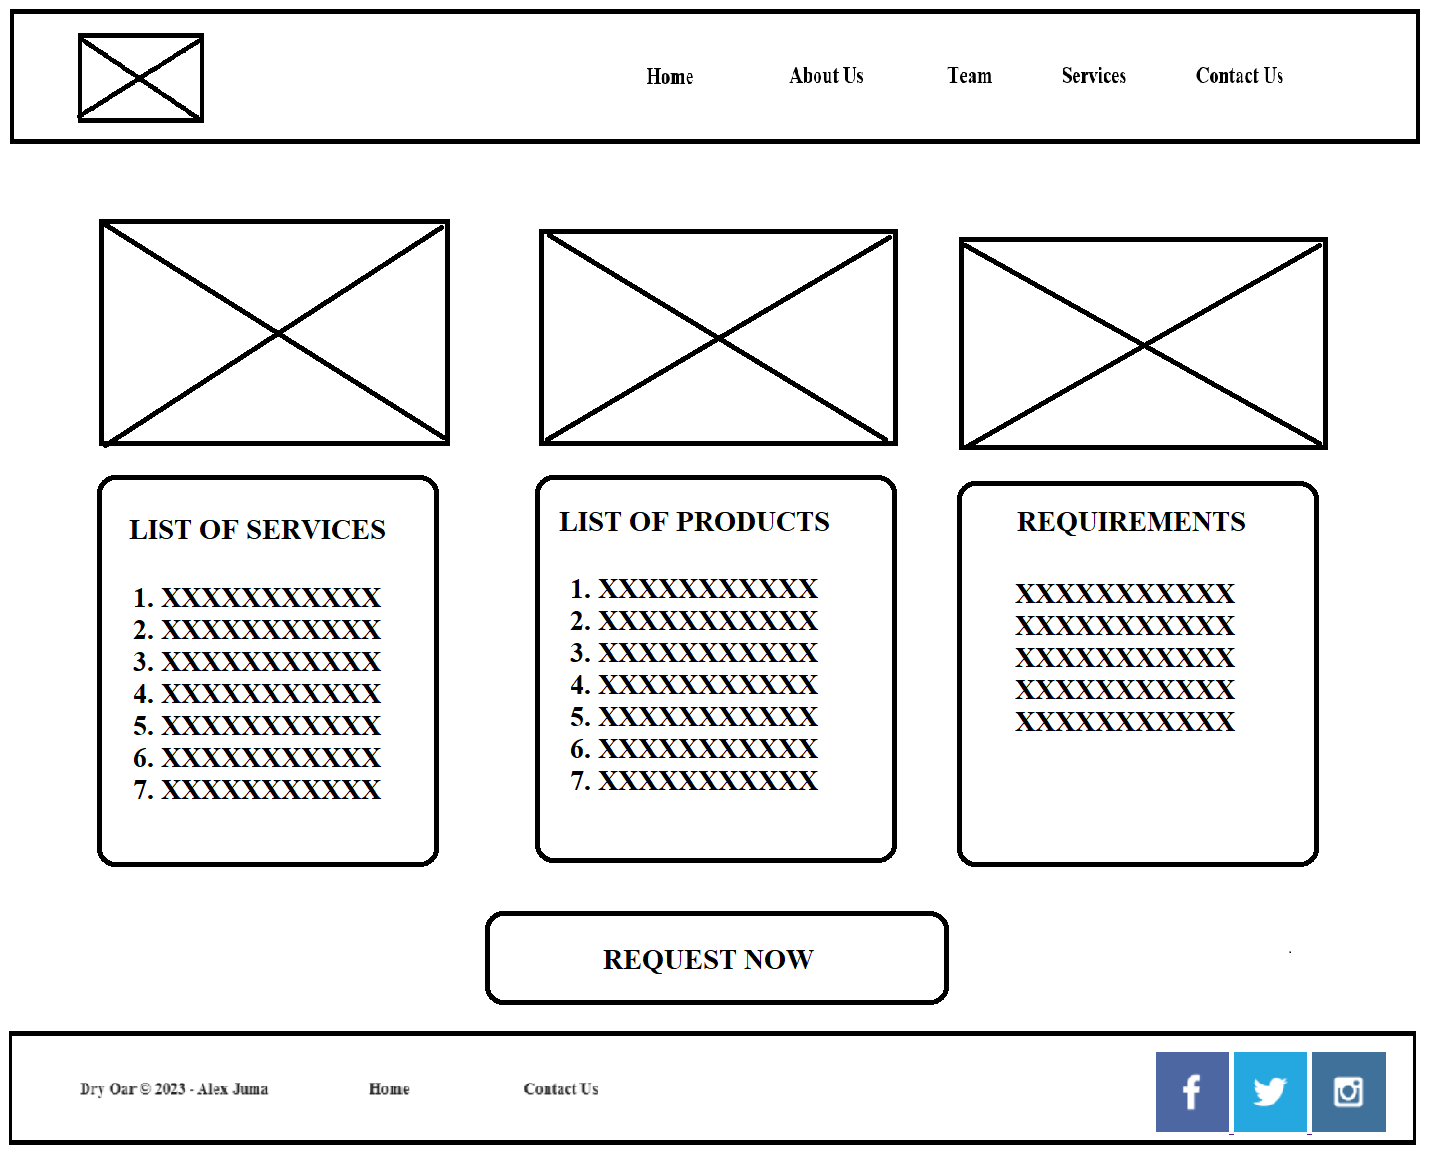 Home About Us Team Services Contact Us
LIST OF SERVICES
1. XXXXXXXXXXX
2. XXXXXXXXXXX
3. XXXXXXXXXXX
4. XXXXXXXXXXX
5. XXXXXXXXXXX
6. XXXXXXXXXXX
7. XXXXXXXXXXX
LIST OF PRODUCTS
1. XXXXXXXXXXX
2. XXXXXXXXXXX
3. XXXXXXXXXXX
4. XXXXXXXXXXX
5. XXXXXXXXXXX
6. XXXXXXXXXXX
7. XXXXXXXXXXX
REQUIREMENTS
XXXXXXXXXXX
XXXXXXXXXXX
XXXXXXXXXXX
XXXXXXXXXXX
XXXXXXXXXXX
REQUEST NOW
Dry Oar © 2023 - Alex Juma Home Contact Us